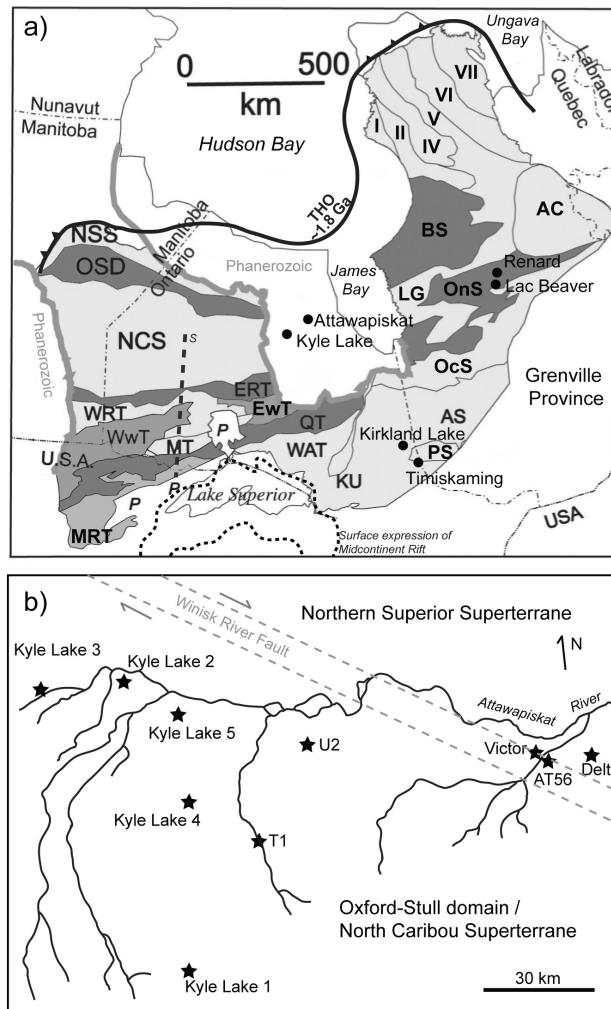 a)
0 500
km
Ungava
Bay
Labrador
Quebec
Nunavut
Manitoba
Hudson Bay
VII
VI
V
I
II
IV
THO
~1.8 Ga
NSS
Manitoba
Ontario
OSD
Phanerozoic
James
Bay
BS
AC
Renard
LG
OnS
Lac Beaver
Phanerozoic
NCS
S
Attawapiskat
Kyle Lake
OcS
Grenville
Province
ERT
EwT
WRT
WwT
MT
P
QT
AS
Kirkland Lake
PS
Timiskaming
U.S.A.
WAT
KU
P
P
Lake Superior
MRT
Surface expression of
Midcontinent Rift
USA
b)
Winisk River Fault
Northern Superior Superterrane
N
Kyle Lake 3
Kyle Lake 2
Kyle Lake 5
U2
Attawapiskat
River
Victor
AT56
Delt
Kyle Lake 4
T1
Oxford-Stull domain /
North Caribou Superterrane
Kyle Lake 1
30 km